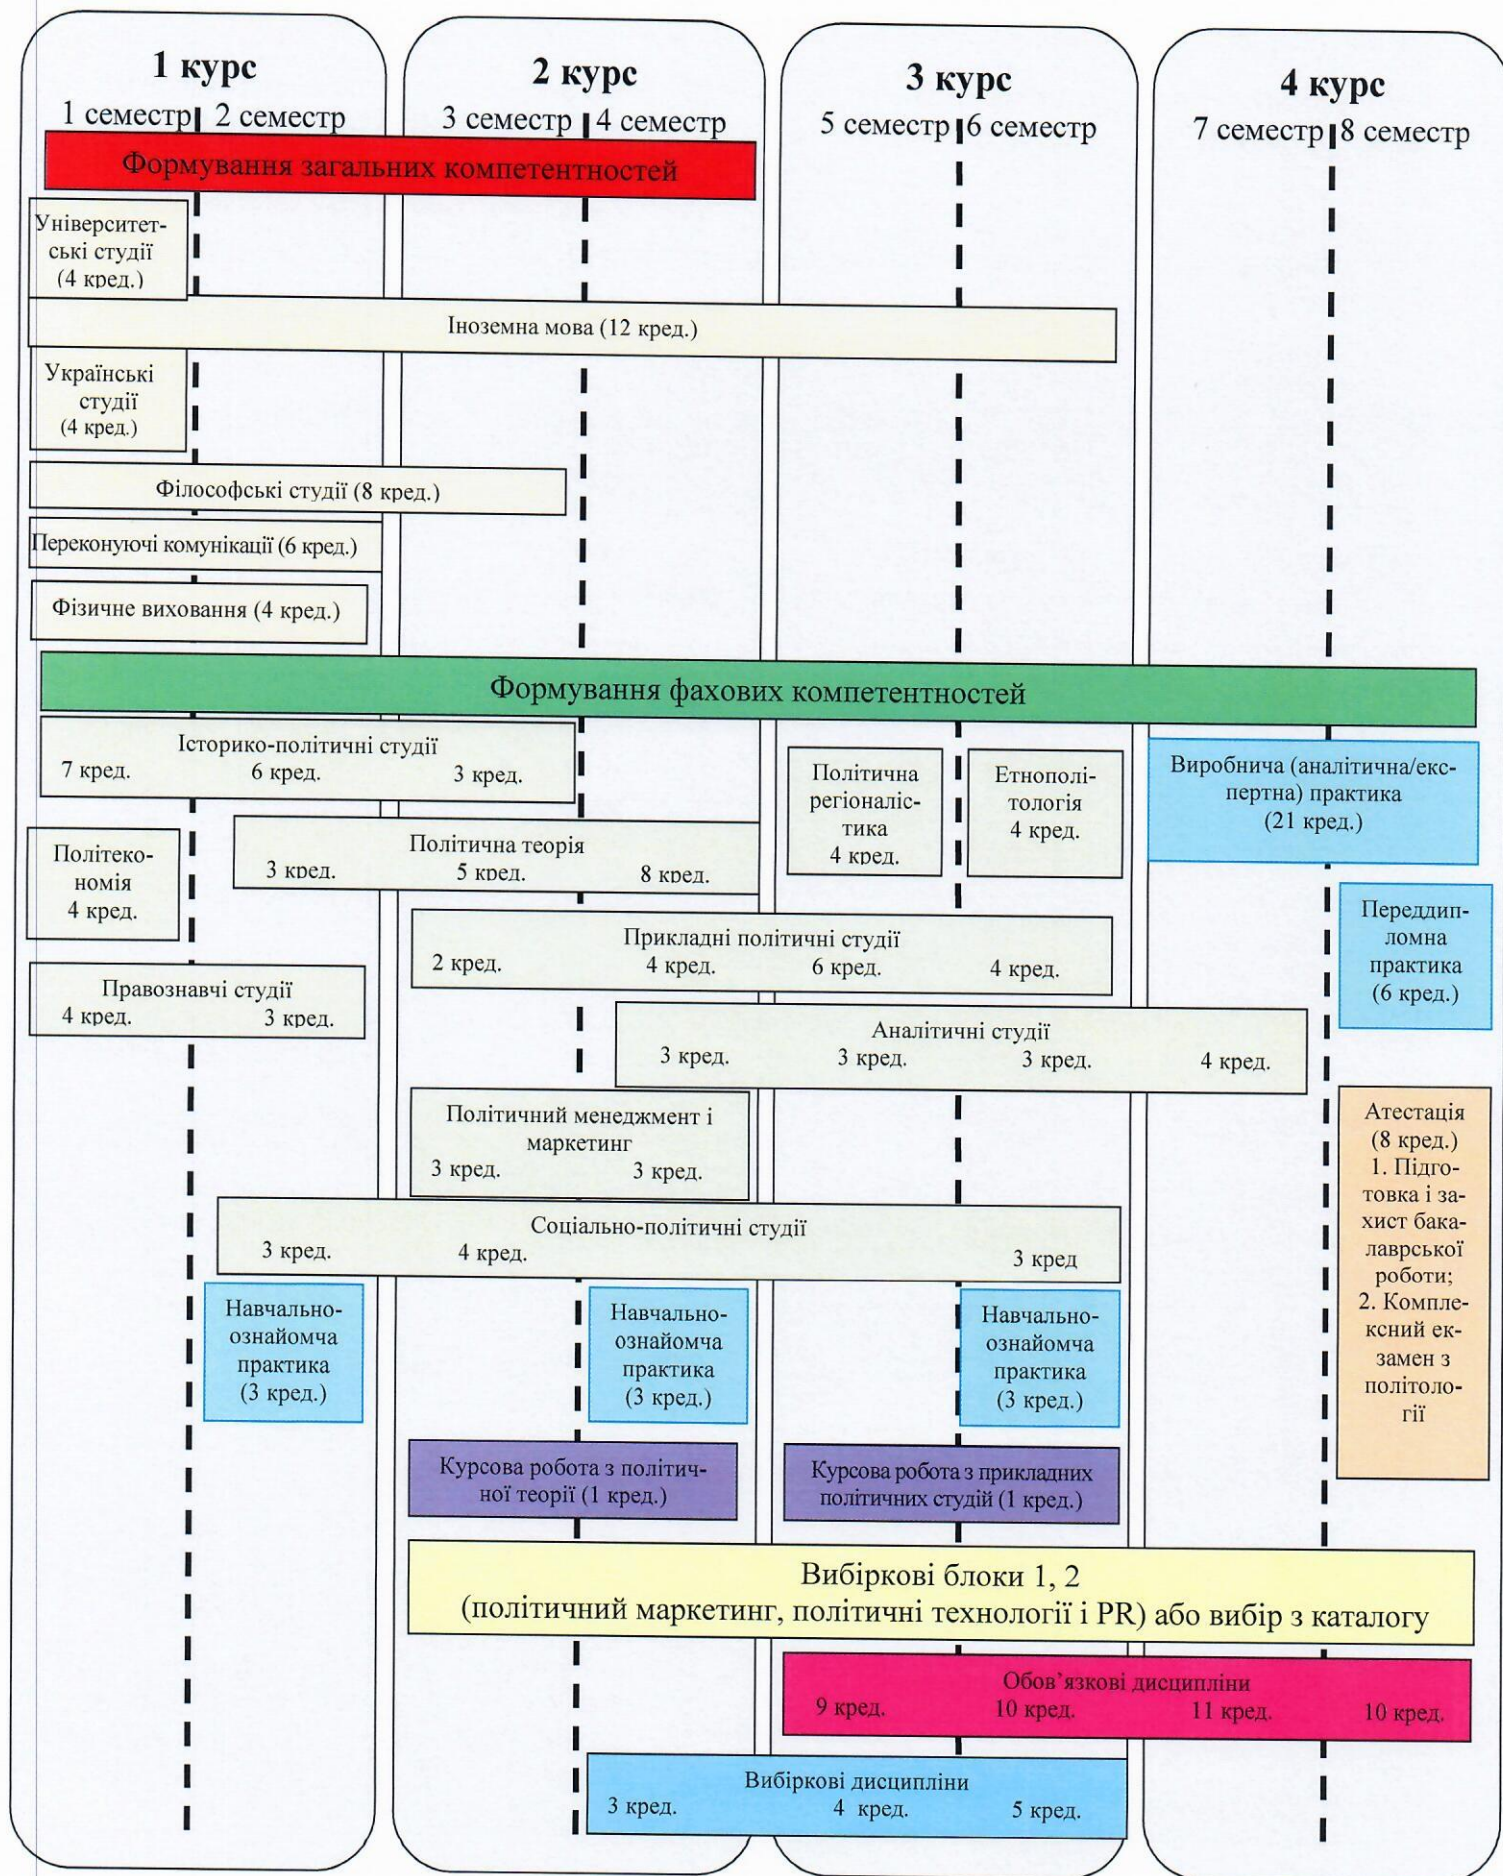 1 курс
1 семестр 2 семестр
2 курс
3 семестр 4 семестр
3 курс
5 семестр 6 семестр
4 курс
7 семестр 8 семестр
Формування загальних компетентностей
Університет-
ські студії
(4 кред.)
Іноземна мова (12 кред.)
Українські
студії
(4 кред.)
Філософські студії (8 кред.)
Переконуючі комунікації (6 кред.)
Фізичне виховання (4 кред.)
Формування фахових компетентностей
Історико-політичні студії
7 кред. 6 кред. 3 кред.
Політична
регіоналіс-
тика
4 кред.
Етнополі-
тологія
4 кред.
Виробнича (аналітична/екс-
пертна) практика
(21 кред.)
Політеко-
номія
4 кред.
Політична теорія
3 кред. 5 кред. 8 кред.
Переддип-
ломна
практика
(6 кред.)
Прикладні політичні студії
2 кред. 4 кред. 6 кред. 4 кред.
Правознавчі студії
4 кред. 3 кред.
Аналітичні студії
3 кред. 3 кред. 3 кред. 4 кред.
Політичний менеджмент і
маркетинг
3 кред. 3 кред.
Атестація
(8 кред.)
1. Підго-
товка і за-
хист бака-
лаврської
роботи;
2. Компле-
ксний ек-
замен з
політоло-
гії
Соціально-політичні студії
3 кред. 4 кред. 3 кред
Навчально-
ознайомча
практика
(3 кред.)
Навчально-
ознайомча
практика
(3 кред.)
Навчально-
ознайомча
практика
(3 кред.)
Курсова робота з політич-
ної теорії (1 кред.)
Курсова робота з прикладних
політичних студій (1 кред.)
Вибіркові блоки 1, 2
(політичний маркетинг, політичні технології і PR) або вибір з каталогу
Обов’язкові дисципліни
9 кред. 10 кред. 11 кред. 10 кред.
Вибіркові дисципліни
3 кред. 4 кред. 5 кред.